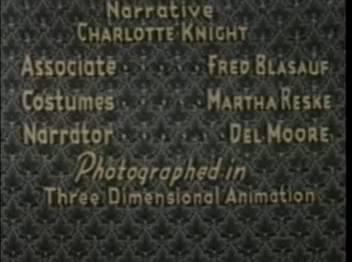 Narrative
CHARLOTTE KNIGHT
Associate FRED BLASAUF
Costumes MARTHA RESKE
Narrator DEL MOORE
Photographed in
Three Dimensional Animation